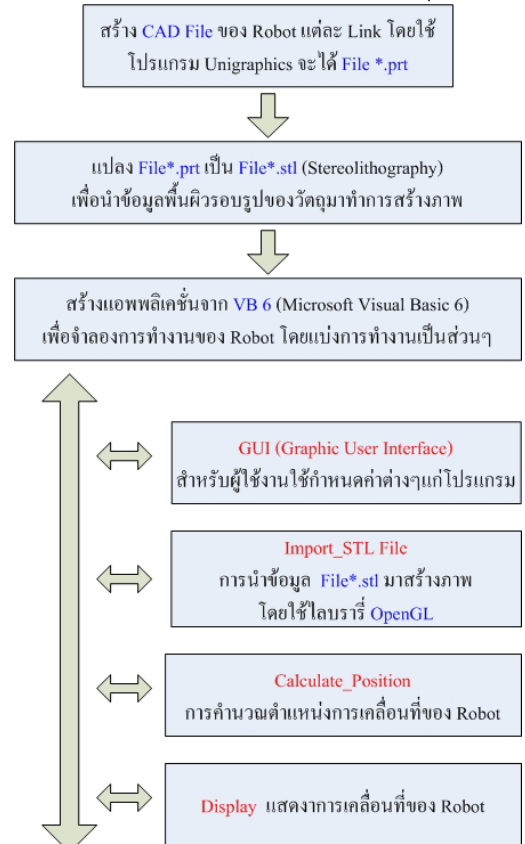 สร้าง CAD File ของ Robot แต่ละ Link โดยใช้
โปรแกรม Unigraphics จะได้ File *.prt
แปลง File*.prt เป็น File*.stl (Stereolithography)
เพื่อนำข้อมูลพื้นผิวรอบรูปของวัตถุมาทำการสร้างภาพ
สร้างแอพพลิเคชั่นจาก VB 6 (Microsoft Visual Basic 6)
เพื่อจำลองการทำงานของ Robot โดยแบ่งการทำงานเป็นส่วนๆ
GUI (Graphic User Interface)
สำหรับผู้ใช้งานใช้กำหนดค่าต่างๆแก่โปรแกรม
Import_STL File
การนำข้อมูล File*.stl มาสร้างภาพ
โดยใช้ไลบรารี่ OpenGL
Calculate_Position
การคำนวณตำแหน่งการเคลื่อนที่ของ Robot
Display แสดงาการเคลื่อนที่ของ Robot